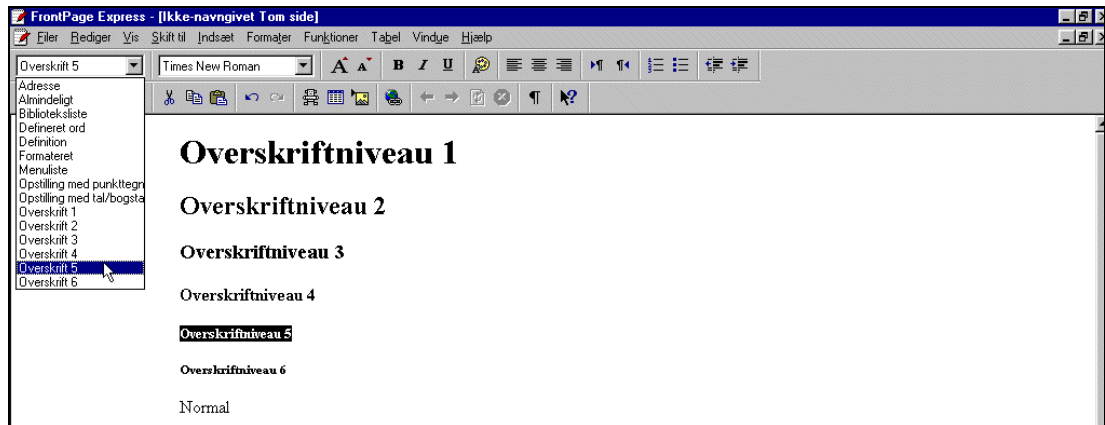 FrontPage Express - [Ikke-navngivet Tom side]
Filer Rediger Vis Skift til Indsæt Formater Funktioner Tabel Vindue Hjælp
Overskrift 5 Times New Roman A A B I U
Adresse
Almindeligt
Biblioteksliste
Defineret ord
Definition
Formateret
Menuliste
Opstilling med punkttegn
Opstilling med tal/bogsta
Overskrift 1
Overskrift 2
Overskrift 3
Overskrift 4
Overskrift 5
Overskrift 6
Overskriftniveau 1
Overskriftniveau 2
Overskriftniveau 3
Overskriftniveau 4
Overskriftniveau 5
Overskriftniveau 6
Normal